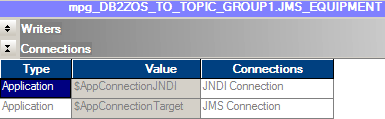 mpg_DB2ZOS_TO_TOPIC_GROUP1.JMS_EQUIPMENT
Writers
Connections
Type Value Connections
Application $AppConnectionJNDI JNDI Connection
Application $AppConnectionTarget JMS Connection